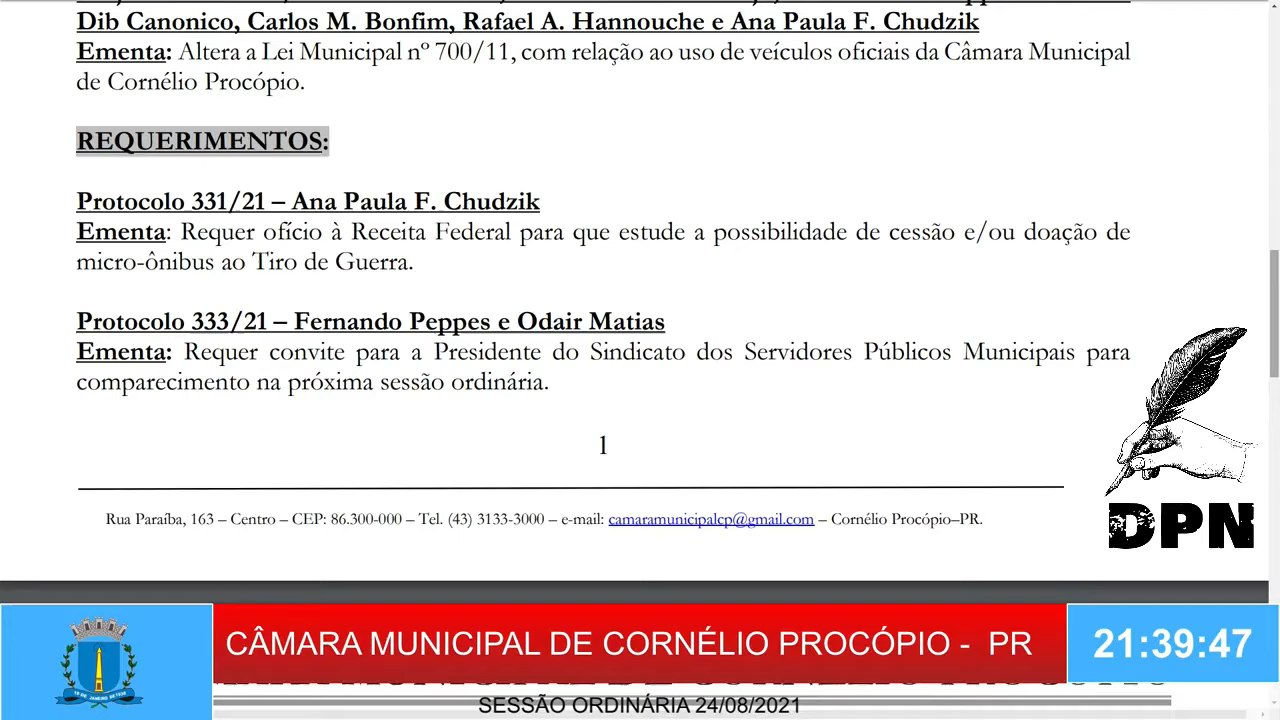 Dib Canonico, Carlos M. Bonfim, Rafael A. Hannouche e Ana Paula F. Chudzik
Ementa: Altera a Lei Municipal nº 700/11, com relação ao uso de veículos oficiais da Câmara Municipal
de Cornélio Procópio.
REQUERIMENTOS:
Protocolo 331/21 – Ana Paula F. Chudzik
Ementa: Requer ofício à Receita Federal para que estude a possibilidade de cessão e/ou doação de
micro-ônibus ao Tiro de Guerra.
Protocolo 333/21 – Fernando Peppes e Odair Matias
Ementa: Requer convite para a Presidente do Sindicato dos Servidores Públicos Municipais para
comparecimento na próxima sessão ordinária.
1
Rua Paraíba, 163 – Centro – CEP: 86.300-000 – Tel. (43) 3133-3000 – e-mail: camaramunicipalcp@gmail.com – Cornélio Procópio–PR.
DPN
CÂMARA MUNICIPAL DE CORNÉLIO PROCÓPIO - PR
21:39:47
SESSÃO ORDINÁRIA 24/08/2021